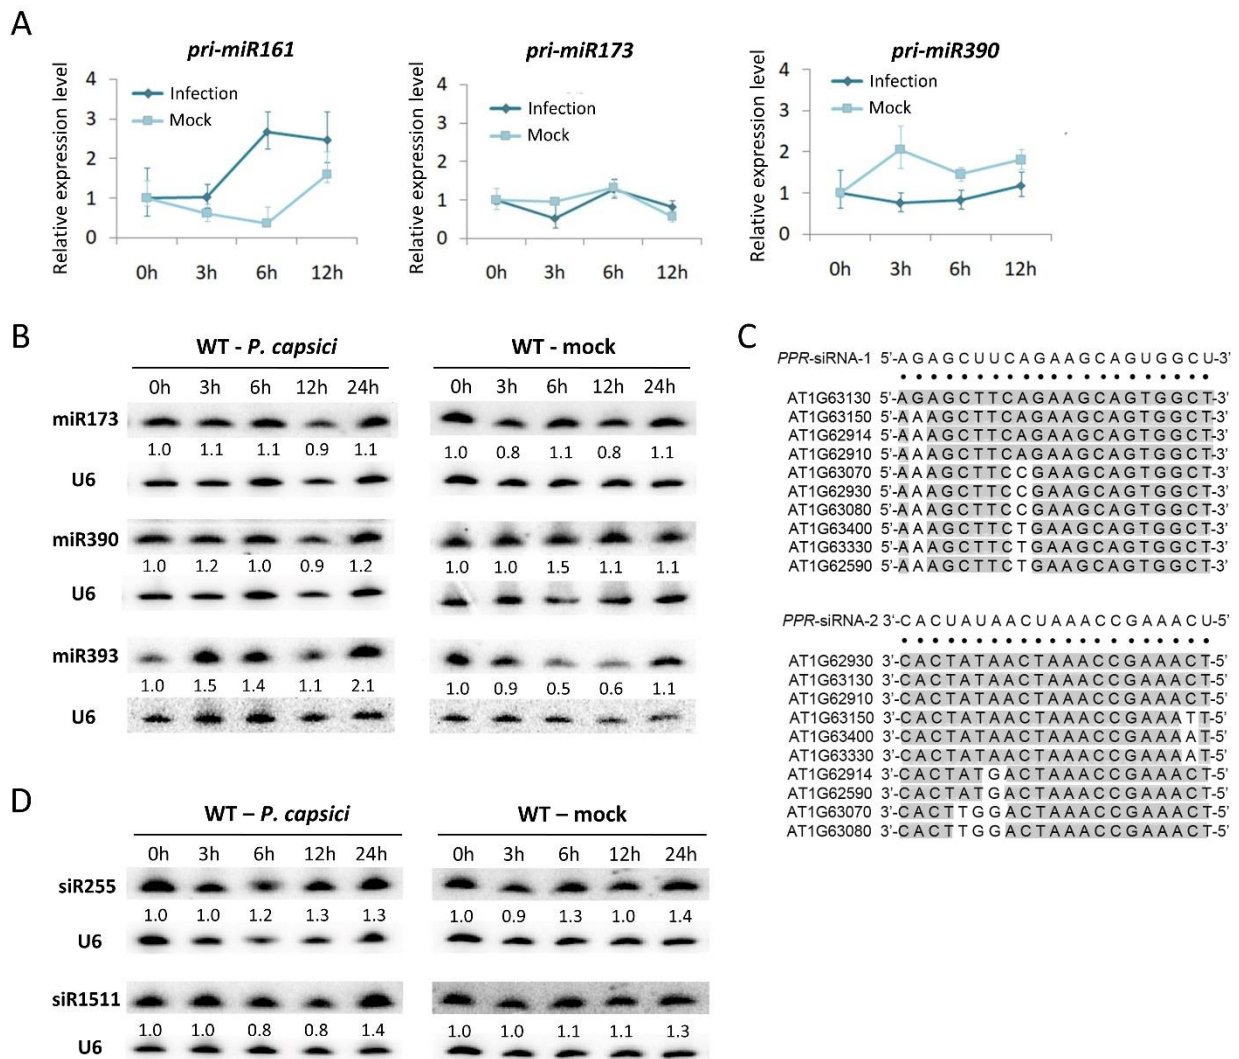 A
pri-miR161
Relative expression level
4
3
2
1
0
Infection
Mock
0h 3h 6h 12h
pri-miR173
Relative expression level
4
3
2
1
0
Infection
Mock
0h 3h 6h 12h
pri-miR390
Relative expression level
4
3
2
1
0
Infection
Mock
0h 3h 6h 12h
B
WT - P. capsici WT - mock
0h 3h 6h 12h 24h 0h 3h 6h 12h 24h
miR173
1.0 1.1 1.1 0.9 1.1 1.0 0.8 1.1 0.8 1.1
U6
miR390
1.0 1.2 1.0 0.9 1.2 1.0 1.0 1.5 1.1 1.1
U6
miR393
1.0 1.5 1.4 1.1 2.1 1.0 0.9 0.5 0.6 1.1
U6
C
PPR-siRNA-1 5'-AGAGCUUCAGAAGCAGUGGCU-3'
AT1G63130 5'-AGAGCTTCAGAAGCAGTGGCT-3'
AT1G63150 5'-AAAGCTTCAGAAGCAGTGGCT-3'
AT1G62914 5'-AAAGCTTCAGAAGCAGTGGCT-3'
AT1G62910 5'-AAAGCTTCAGAAGCAGTGGCT-3'
AT1G63070 5'-AAAGCTTCCGAAGCAGTGGCT-3'
AT1G62930 5'-AAAGCTTCCGAAGCAGTGGCT-3'
AT1G63080 5'-AAAGCTTCCGAAGCAGTGGCT-3'
AT1G63400 5'-AAAGCTTCTGAAGCAGTGGCT-3'
AT1G63330 5'-AAAGCTTCTGAAGCAGTGGCT-3'
AT1G62590 5'-AAAGCTTCTGAAGCAGTGGCT-3'
PPR-siRNA-2 3'-CACUAUAACUAAACCGAAACU-5'
AT1G62930 3'-CACTATAACTAAACCGAAACT-5'
AT1G63130 3'-CACTATAACTAAACCGAAACT-5'
AT1G62910 3'-CACTATAACTAAACCGAAACT-5'
AT1G63150 3'-CACTATAACTAAACCGAAATT-5'
AT1G63400 3'-CACTATAACTAAACCGAAAAT-5'
AT1G63330 3'-CACTATAACTAAACCGAAAAT-5'
AT1G62914 3'-CACTATGACTAAACCGAAACT-5'
AT1G62590 3'-CACTATGACTAAACCGAAACT-5'
AT1G63070 3'-CACTTGGACTAAACCGAAACT-5'
AT1G63080 3'-CACTTGGACTAAACCGAAACT-5'
D
WT – P. capsici WT – mock
0h 3h 6h 12h 24h 0h 3h 6h 12h 24h
siR255
1.0 1.0 1.2 1.3 1.3 1.0 0.9 1.3 1.0 1.4
U6
siR1511
1.0 1.0 0.8 0.8 1.4 1.0 1.0 1.1 1.1 1.3
U6